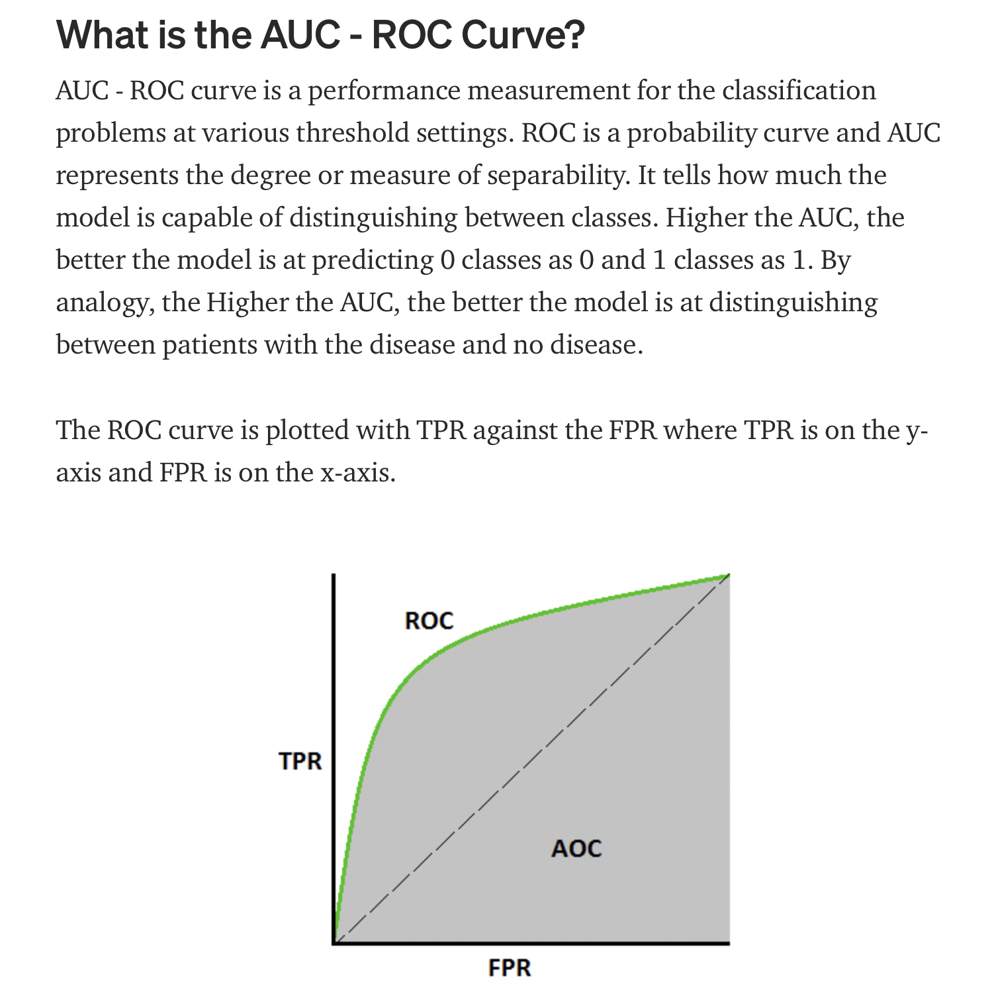 What is the AUC - ROC Curve?
AUC - ROC curve is a performance measurement for the classification
problems at various threshold settings. ROC is a probability curve and AUC
represents the degree or measure of separability. It tells how much the
model is capable of distinguishing between classes. Higher the AUC, the
better the model is at predicting 0 classes as 0 and 1 classes as 1. By
analogy, the Higher the AUC, the better the model is at distinguishing
between patients with the disease and no disease.
The ROC curve is plotted with TPR against the FPR where TPR is on the y-
axis and FPR is on the x-axis.
ROC
TPR
AOC
FPR